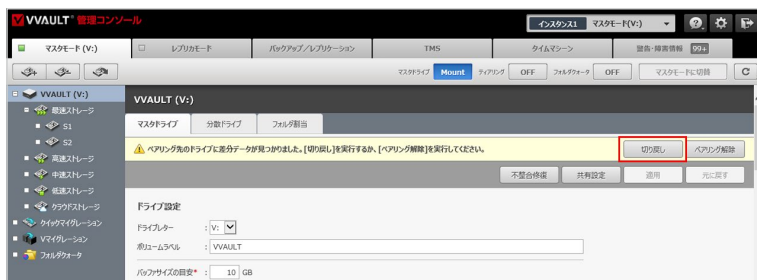 VVAULT® 管理コンソール
インスタンス1 マスタモード(V:)
マスタモード (V:) レプリカモード バックアップ/レプリケーション TMS タイムマシーン 警告・障害情報 99+
マスタドライブ Mount ティアリング OFF フォルダクォータ OFF マスタモードに切替
VVAULT (V:)
最速ストレージ
S1
S2
高速ストレージ
中速ストレージ
低速ストレージ
クラウドストレージ
クイックマイグレーション
Vマイグレーション
フォルダクォータ
VVAULT (V:)
マスタドライブ 分散ドライブ フォルダ割当
ペアリング先のドライブに差分データが見つかりました。[切り戻し]を実行するか、[ペアリング解除]を実行してください。 切り戻し ペアリング解除
不整合修復 共有設定 適用 元に戻す
ドライブ設定
ドライブレター : V:
ボリュームラベル : VVAULT
バッファサイズの目安* : 10 GB